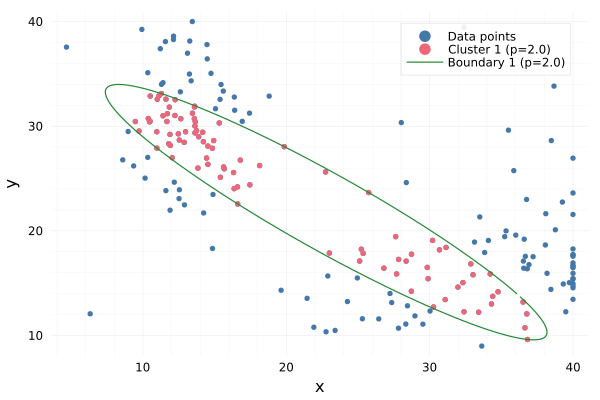 40
Data points
Cluster 1 (p=2.0)
Boundary 1 (p=2.0)
30
y
20
10
10 20 30 40
x